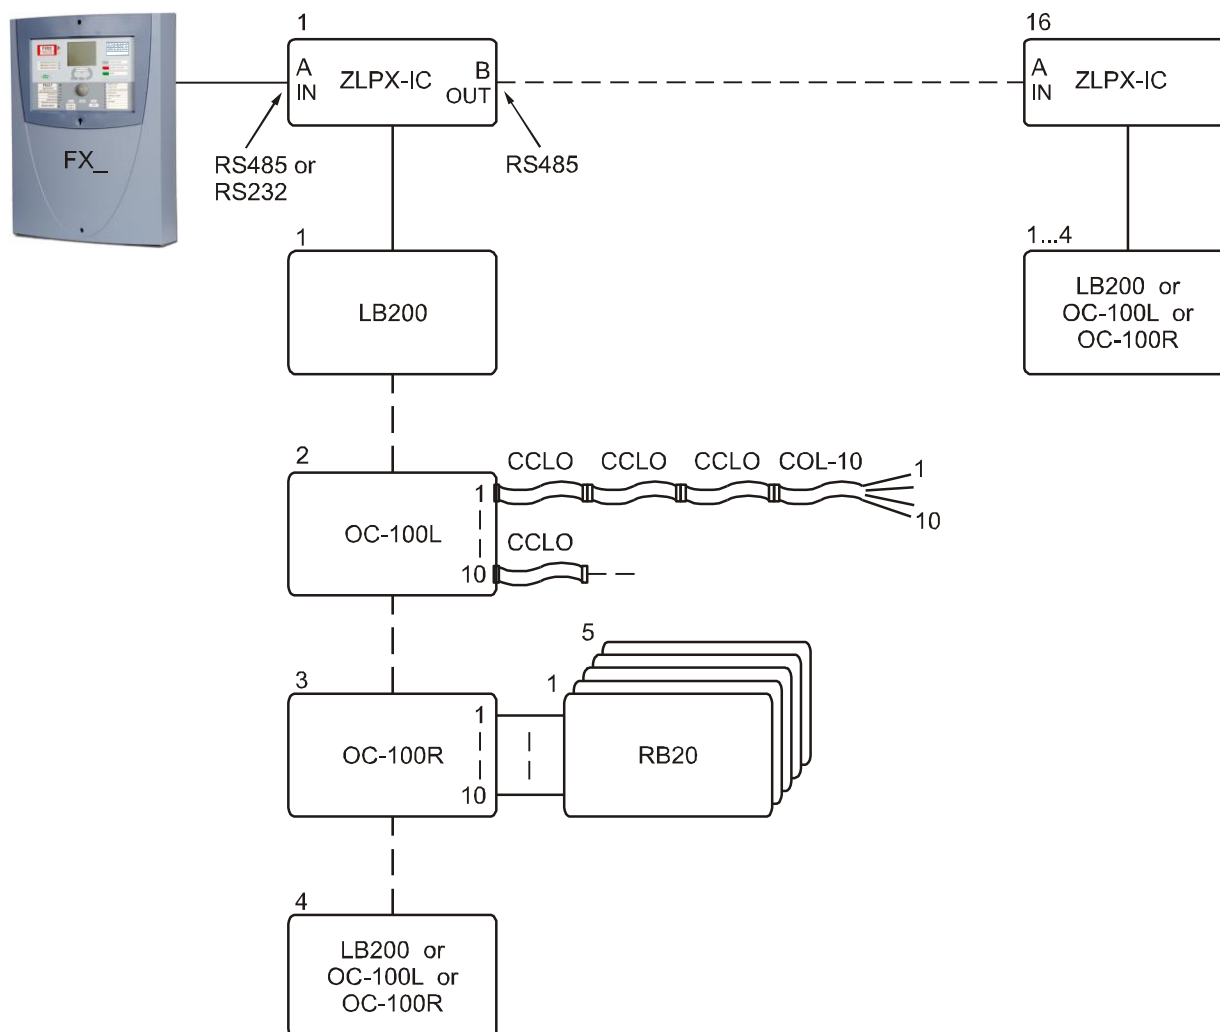 1
16
A
IN
ZLPX-IC
B
OUT
A
IN
ZLPX-IC
FX_
RS485 or
RS232
RS485
1
LB200
1...4
LB200 or
OC-100L or
OC-100R
2
OC-100L
1
10
CCLO CCLO CCLO COL-10
1
10
CCLO
3
OC-100R
1
10
5
1
RB20
4
LB200 or
OC-100L or
OC-100R